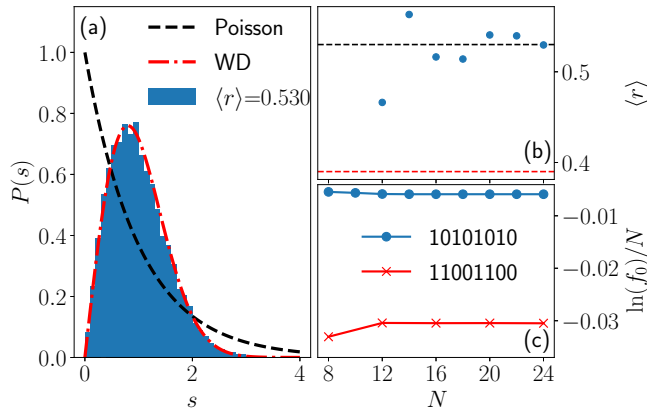 (a)
Poisson
WD
⟨r⟩=0.530
P(s)
1.0
0.8
0.6
0.4
0.2
0.0
0
2
4
s
(b)
0.5
0.4
⟨r⟩
10101010
11001100
(c)
−0.01
−0.02
−0.03
ln(f₀)/N
8
12
16
20
24
N